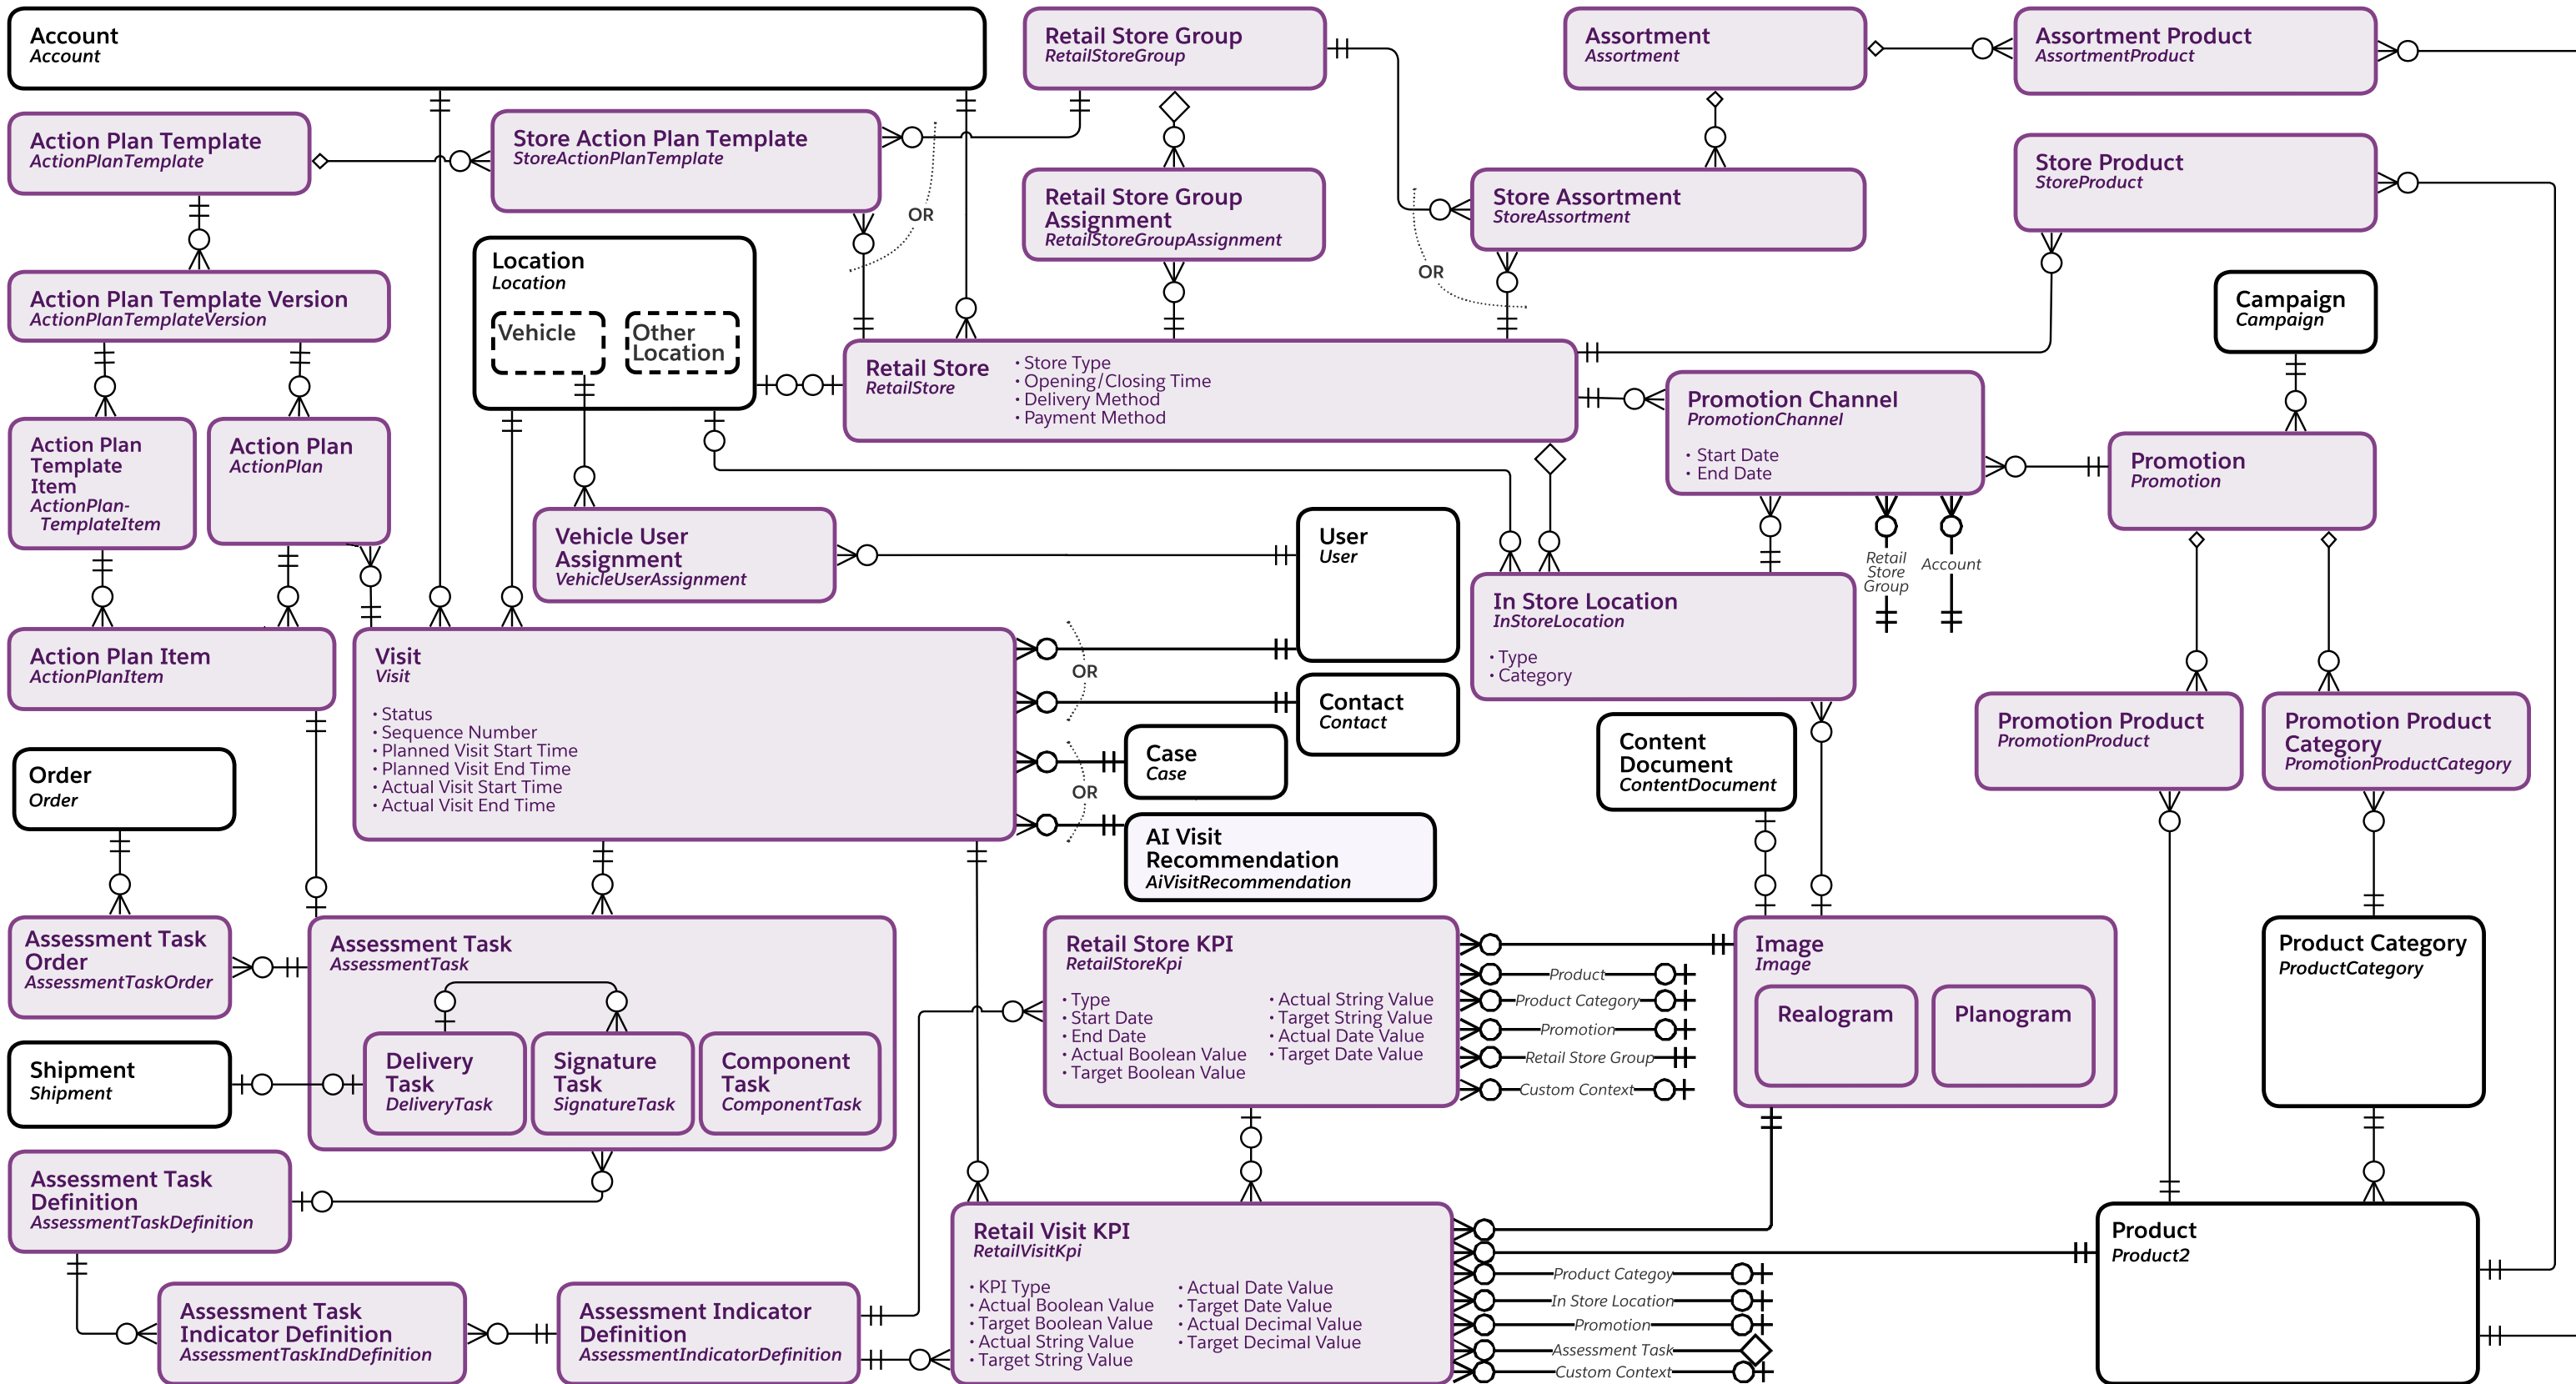 Account
Account
Retail Store Group
RetailStoreGroup
Assortment
Assortment
Assortment Product
AssortmentProduct
Action Plan Template
ActionPlanTemplate
Store Action Plan Template
StoreActionPlanTemplate
OR
Retail Store Group
Assignment
RetailStoreGroupAssignment
Store Assortment
StoreAssortment
OR
Store Product
StoreProduct
Action Plan Template Version
ActionPlanTemplateVersion
Location
Location
Vehicle
Other
Location
Campaign
Campaign
Retail Store
RetailStore
· Store Type
· Opening/Closing Time
· Delivery Method
· Payment Method
Promotion Channel
PromotionChannel
· Start Date
· End Date
Promotion
Promotion
Action Plan
Template
Item
ActionPlan-
TemplateItem
Action Plan
ActionPlan
Vehicle User
Assignment
VehicleUserAssignment
User
User
Retail
Store
Group
Account
In Store Location
InStoreLocation
· Type
· Category
Action Plan Item
ActionPlanItem
Visit
Visit
· Status
· Sequence Number
· Planned Visit Start Time
· Planned Visit End Time
· Actual Visit Start Time
· Actual Visit End Time
OR
Contact
Contact
Case
Case
OR
AI Visit
Recommendation
AiVisitRecommendation
Content
Document
ContentDocument
Promotion Product
PromotionProduct
Promotion Product
Category
PromotionProductCategory
Order
Order
Assessment Task
Order
AssessmentTaskOrder
Assessment Task
AssessmentTask
Delivery
Task
DeliveryTask
Signature
Task
SignatureTask
Component
Task
ComponentTask
Shipment
Shipment
Retail Store KPI
RetailStoreKpi
· Type
· Start Date
· End Date
· Actual Boolean Value
· Target Boolean Value
· Actual String Value
· Target String Value
· Actual Date Value
· Target Date Value
Product
Product Category
Promotion
Retail Store Group
Custom Context
Image
Image
Realogram
Planogram
Product Category
ProductCategory
Assessment Task
Definition
AssessmentTaskDefinition
Assessment Task
Indicator Definition
AssessmentTaskIndDefinition
Assessment Indicator
Definition
AssessmentIndicatorDefinition
Retail Visit KPI
RetailVisitKpi
· KPI Type
· Actual Boolean Value
· Target Boolean Value
· Actual String Value
· Target String Value
· Actual Date Value
· Target Date Value
· Actual Decimal Value
· Target Decimal Value
Product Categoy
In Store Location
Promotion
Assessment Task
Custom Context
Product
Product2